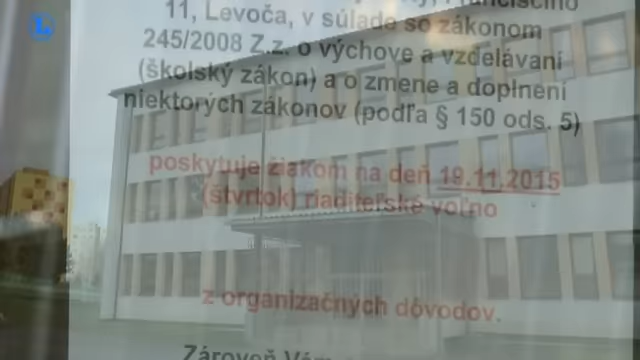 11, Levoča, v súlade so zákonom
245/2008 Z.z. o výchove a vzdelávaní
(školský zákon) a o zmene a doplnení
niektorých zákonov (podľa § 150 ods. 5)
poskytuje žiakom na deň 19.11.2015
(štvrtok) riaditeľské voľno
z organizačných dôvodov.
Zároveň